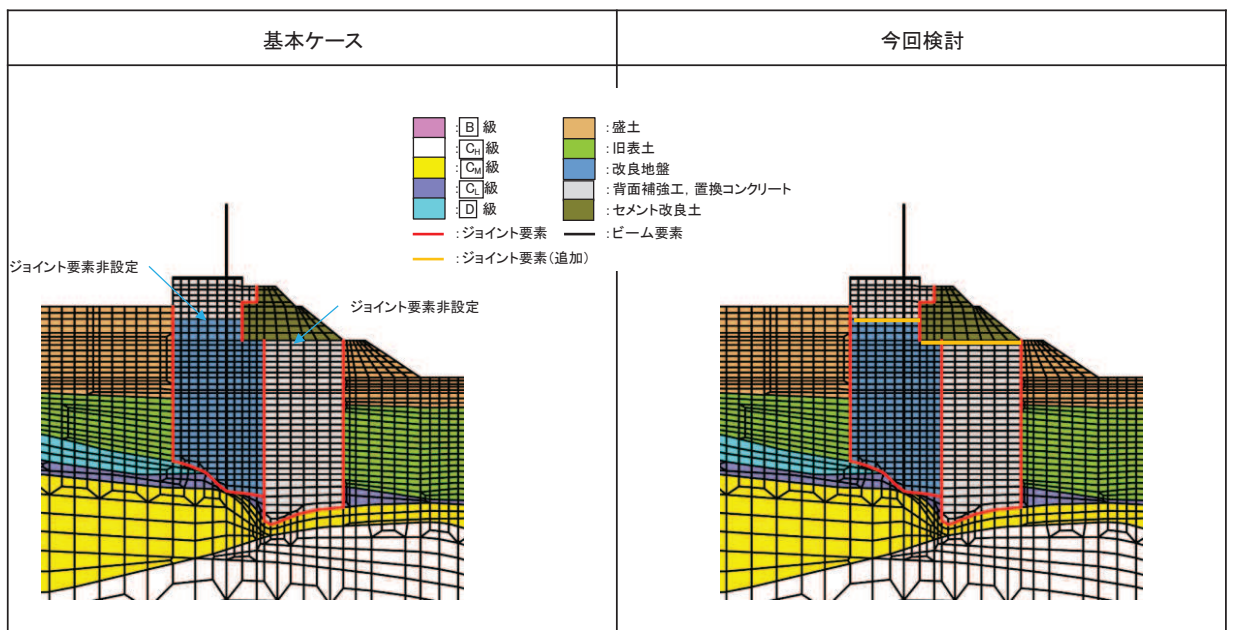 基本ケース
今回検討
:B 級
:CH級
:CM級
:CL級
:D 級
:ジョイント要素
:ジョイント要素(追加)
:盛土
:旧表土
:改良地盤
:背面補強工, 置換コンクリート
:セメント改良土
:ビーム要素
ジョイント要素非設定
ジョイント要素非設定